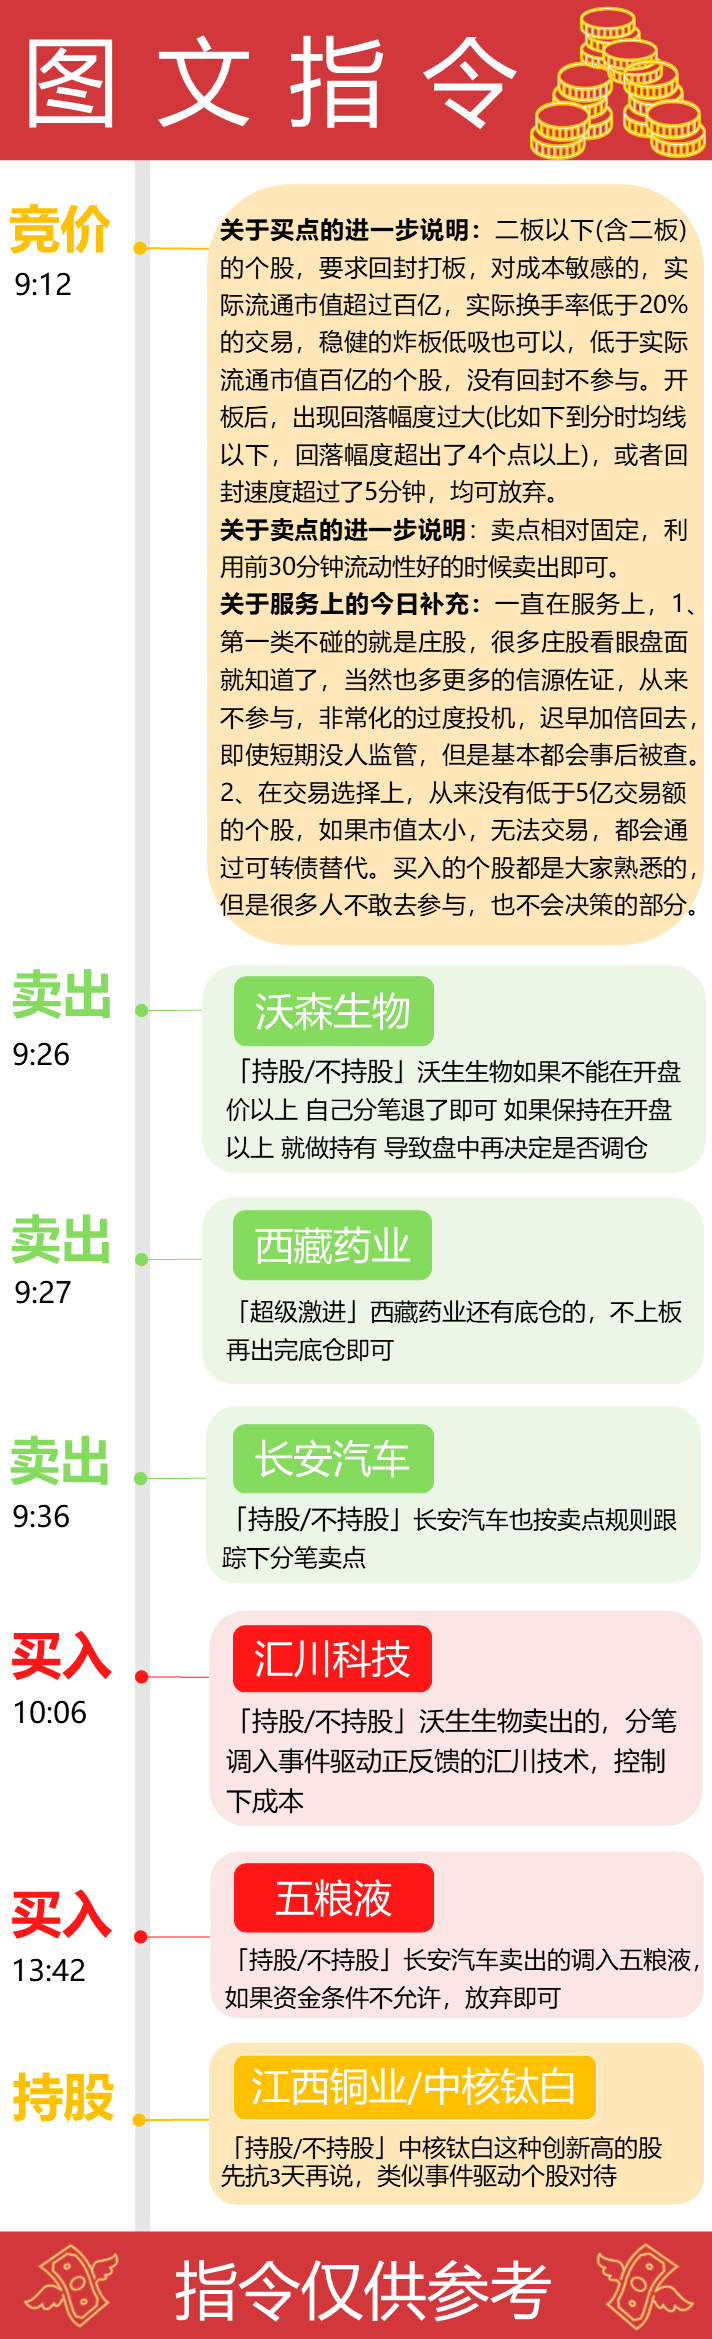 图文指令
竞价
9:12
关于买点的进一步说明：二板以下(含二板)
的个股，要求回封打板，对成本敏感的，实
际流通市值超过百亿，实际换手率低于20%
的交易，稳健的炸板低吸也可以，低于实际
流通市值百亿的个股，没有回封不参与。开
板后，出现回落幅度过大(比如下到分时均线
以下，回落幅度超出了4个点以上)，或者回
封速度超过了5分钟，均可放弃。
关于卖点的进一步说明：卖点相对固定，利
用前30分钟流动性好的时候卖出即可。
关于服务上的今日补充：一直在服务上，1、
第一类不碰的就是庄股，很多庄股看眼盘面
就知道了，当然也多更多的信源佐证，从来
不参与，非常化的过度投机，迟早加倍回去，
即使短期没人监管，但是基本都会事后被查。
2、在交易选择上，从来没有低于5亿交易额
的个股，如果市值太小，无法交易，都会通
过可转债替代。买入的个股都是大家熟悉的，
但是很多人不敢去参与，也不会决策的部分。
卖出
9:26
沃森生物
「持股/不持股」沃生生物如果不能在开盘
价以上 自己分笔退了即可 如果保持在开盘
以上 就做持有 导致盘中再决定是否调仓
卖出
9:27
西藏药业
「超级激进」西藏药业还有底仓的，不上板
再出完底仓即可
卖出
9:36
长安汽车
「持股/不持股」长安汽车也按卖点规则跟
踪下分笔卖点
买入
10:06
汇川科技
「持股/不持股」沃生生物卖出的，分笔
调入事件驱动正反馈的汇川技术，控制
下成本
买入
13:42
五粮液
「持股/不持股」长安汽车卖出的调入五粮液，
如果资金条件不允许，放弃即可
持股
江西铜业/中核钛白
「持股/不持股」中核钛白这种创新高的股
先抗3天再说，类似事件驱动个股对待
指令仅供参考